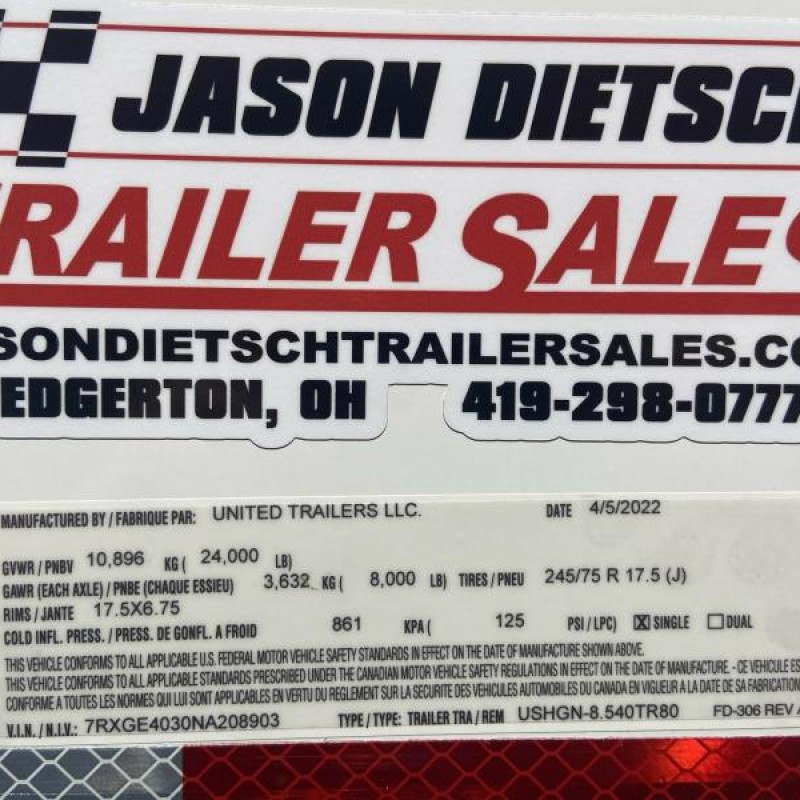 JASON DIETSCH
TRAILER SALES
SONDIETSCHTRAILERSALES.CO
EDGERTON, OH 419-298-0777
MANUFACTURED BY / FABRIQUE PAR: UNITED TRAILERS LLC. DATE 4/5/2022
GVWR / PNBV 10,896 KG ( 24,000 LB)
GAWR (EACH AXLE) / PNBE (CHAQUE ESSIEU) 3,632 KG ( 8,000 LB) TIRES / PNEU 245/75 R 17.5 (J)
RIMS / JANTE 17.5X6.75
COLD INFL. PRESS. / PRESS. DE GONFL. A FROID 861 KPA ( 125 PSI / LPC) ☒ SINGLE ☐ DUAL
THIS VEHICLE CONFORMS TO ALL APPLICABLE U.S. FEDERAL MOTOR VEHICLE SAFETY STANDARDS IN EFFECT ON THE DATE OF MANUFACTURE SHOWN ABOVE.
THIS VEHICLE CONFORMS TO ALL APPLICABLE STANDARDS PRESCRIBED UNDER THE CANADIAN MOTOR VEHICLE SAFETY REGULATIONS IN EFFECT ON THE DATE OF MANUFACTURE. - CE VEHICULE ES
CONFORME A TOUTES LES NORMES QUI LUI SONT APPLICABLES EN VERTU DU REGLEMENT SUR LA SECURITE DES VEHICULES AUTOMOBILES DU CANADA EN VIGUEUR A LA DATE DE SA FABRICATION
V.I.N. / N.I.V.: 7RXGE4030NA208903 TYPE / TYPE: TRAILER TRA / REM USHGN-8.540TR80 FD-306 REV A